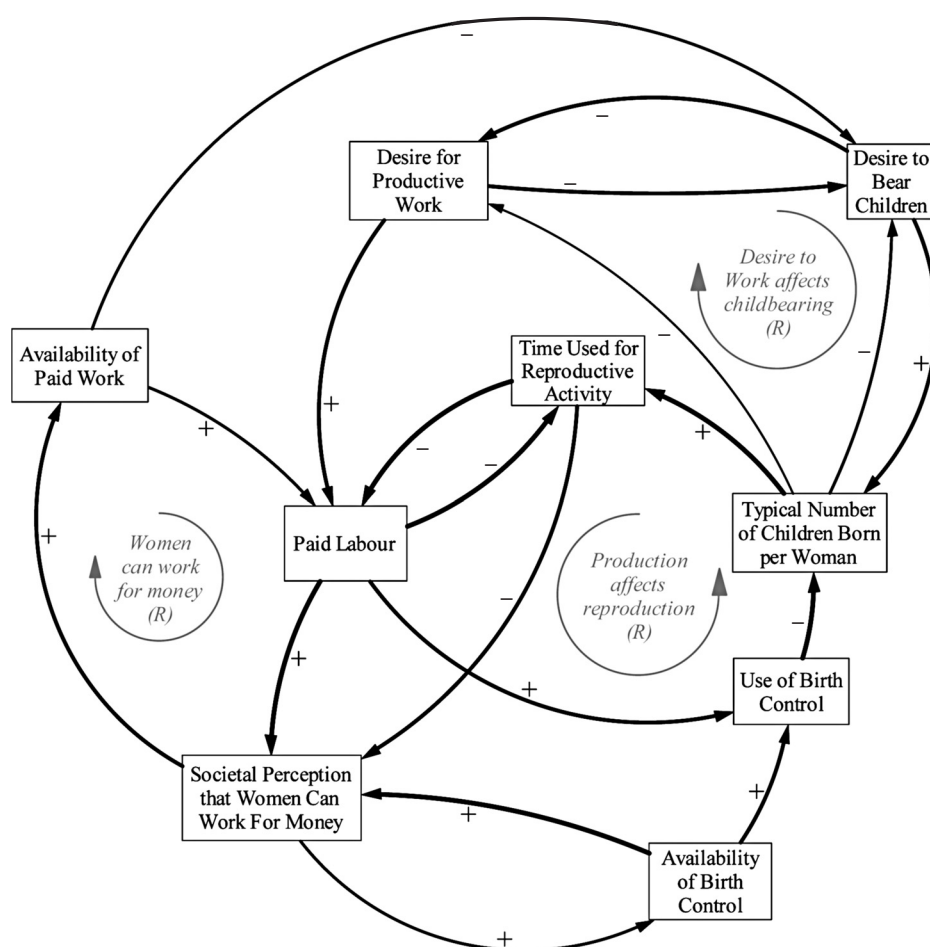 −
−
Desire for
Productive
Work
−
Desire to
Bear
Children
Desire to
Work affects
childbearing
(R)
Availability of
Paid Work
Time Used for
Reproductive
Activity
−
−
+
+
+
+
−
−
Typical Number
of Children Born
per Woman
Paid Labour
+
Women
can work
for money
(R)
Production
affects
reproduction
(R)
−
−
+
+
Use of Birth
Control
Societal Perception
that Women Can
Work For Money
+
+
Availability
of Birth
Control
+